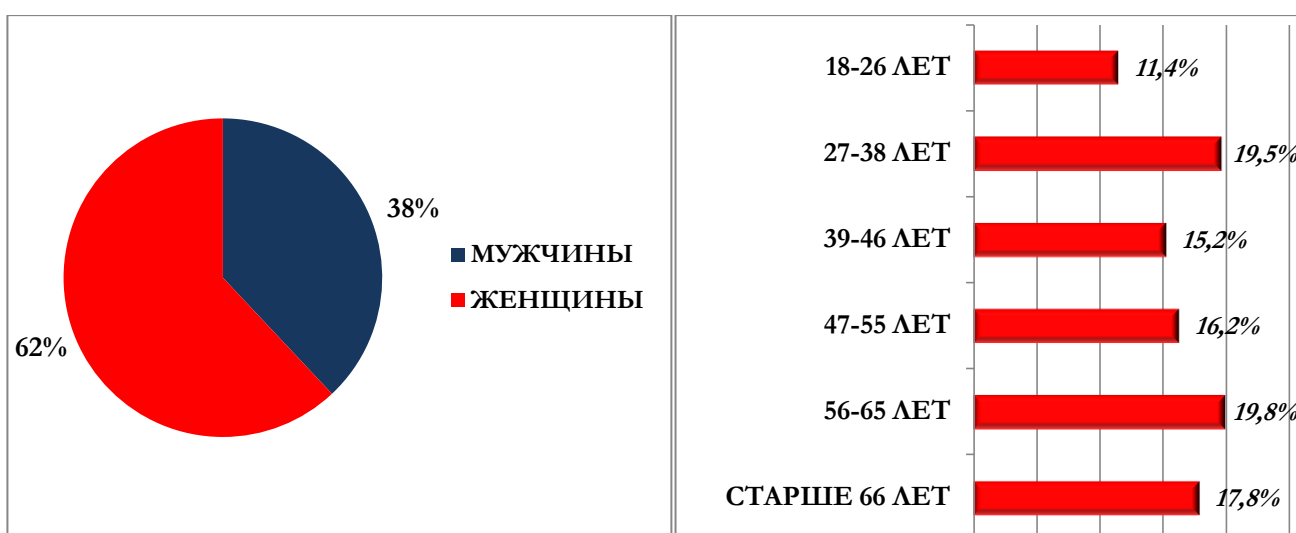 38%
МУЖЧИНЫ
ЖЕНЩИНЫ
62%
18-26 ЛЕТ 11,4%
27-38 ЛЕТ 19,5%
39-46 ЛЕТ 15,2%
47-55 ЛЕТ 16,2%
56-65 ЛЕТ 19,8%
СТАРШЕ 66 ЛЕТ 17,8%